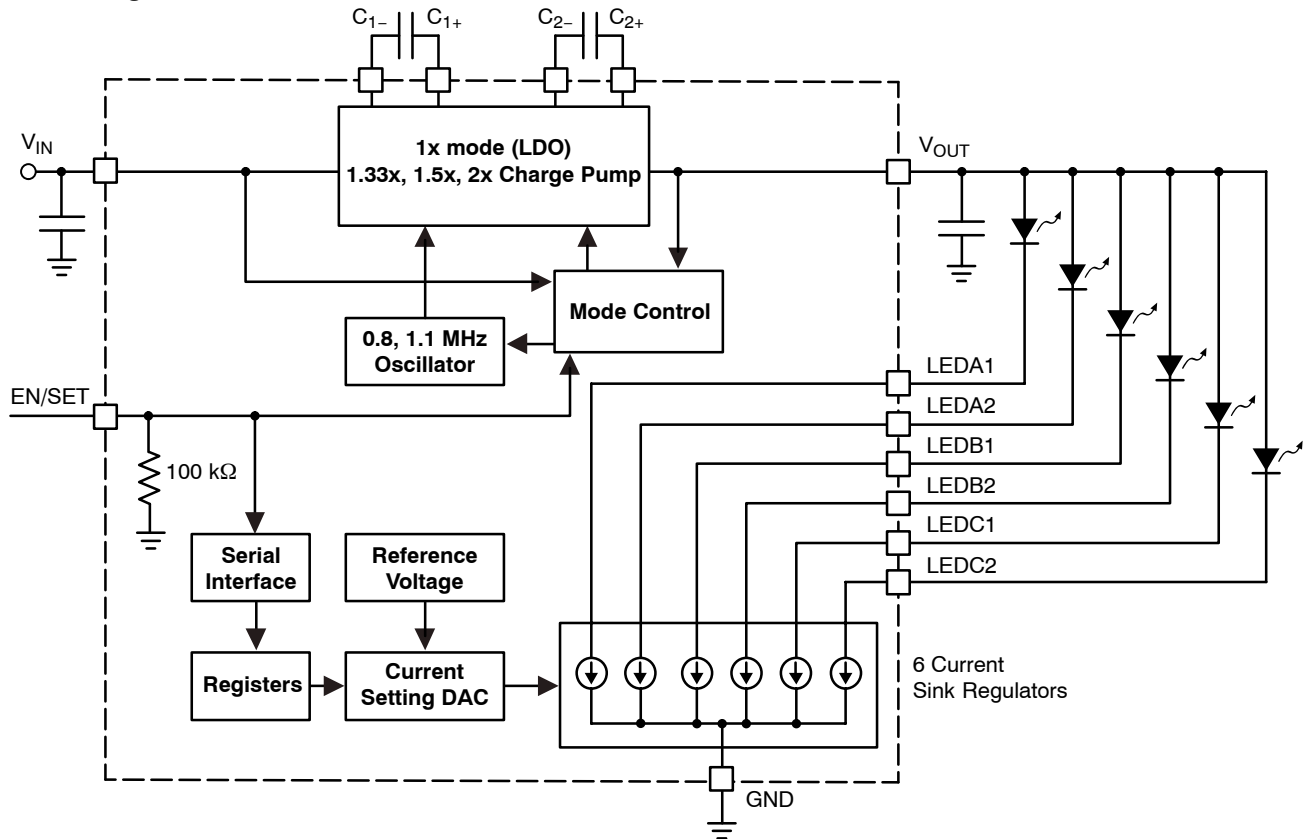 C1− C1+ C2− C2+
VIN
1x mode (LDO)
1.33x, 1.5x, 2x Charge Pump
VOUT
Mode Control
0.8, 1.1 MHz
Oscillator
EN/SET
100 kΩ
LEDA1
LEDA2
LEDB1
LEDB2
LEDC1
LEDC2
Serial
Interface
Reference
Voltage
Registers
Current
Setting DAC
6 Current
Sink Regulators
GND